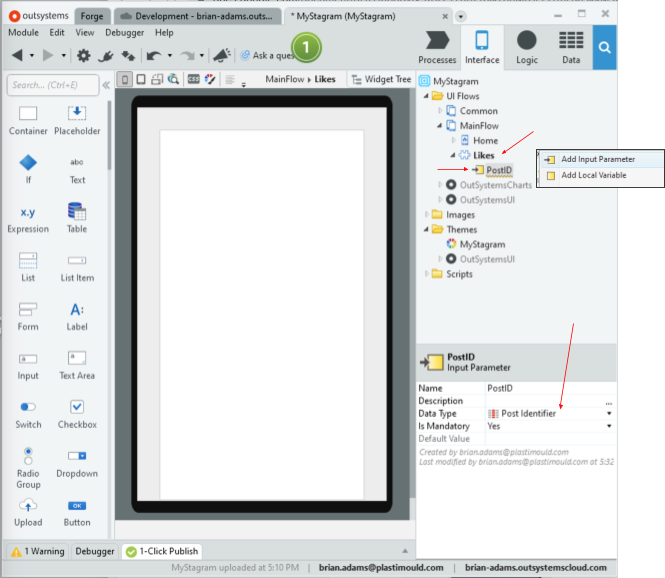 outsystems Forge Development - brian-adams.outs... * MyStagram (MyStagram)
Module Edit View Debugger Help
Ask a ques 1
Processes Interface Logic Data
Search... (Ctrl+E)
MainFlow Likes Widget Tree
Container Placeholder
If Text
abc
x.y
Expression Table
List List Item
Form Label
A:
Input Text Area
Switch Checkbox
Radio Group Dropdown
Upload Button
OK
MyStagram
UI Flows
Common
MainFlow
Home
Likes
PostID
OutSystemsCharts
OutSystemsUI
Images
Themes
MyStagram
OutSystemsUI
Scripts
Add Input Parameter
Add Local Variable
PostID
Input Parameter
Name PostID
Description ...
Data Type Post Identifier
Is Mandatory Yes
Default Value
Created by brian.adams@plastimould.com
Last modified by brian.adams@plastimould.com at 5:32
1 Warning Debugger 1-Click Publish
MyStagram uploaded at 5:10 PM | brian.adams@plastimould.com | brian-adams.outsystemscloud.com